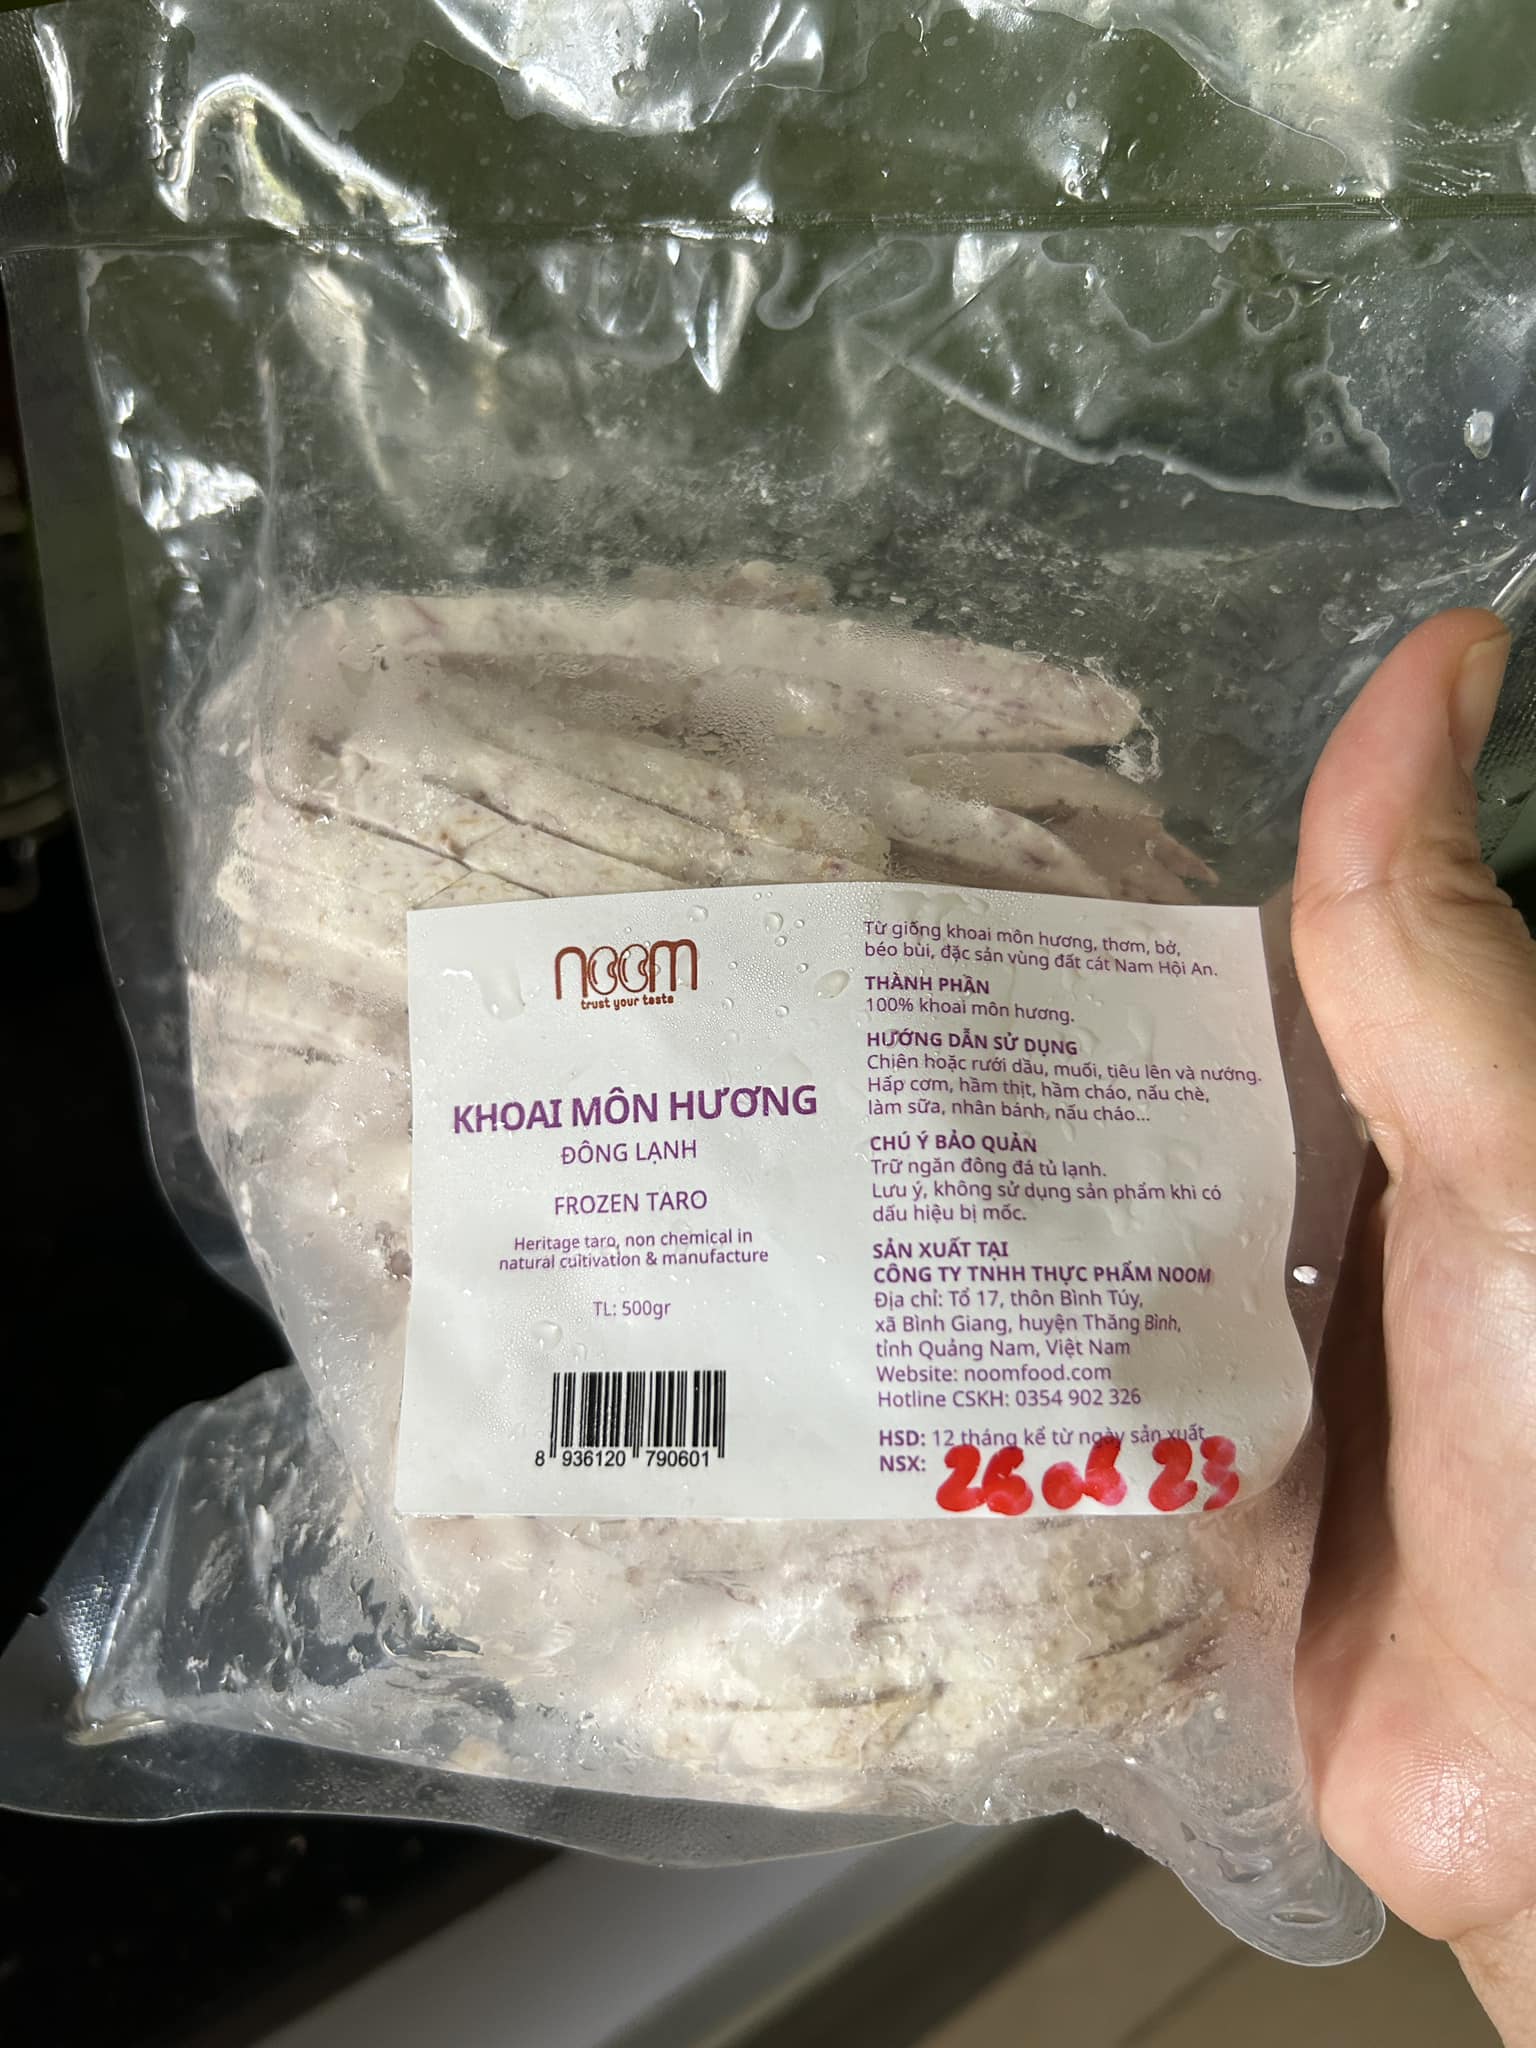 noom
trust your taste
KHOAI MÔN HƯƠNG
ĐÔNG LẠNH
FROZEN TARO
Heritage taro, non chemical in
natural cultivation & manufacture
TL: 500gr
8 936120 790601
Từ giống khoai môn hương, thơm, bở,
béo bùi, đặc sản vùng đất cát Nam Hội An.
THÀNH PHẦN
100% khoai môn hương.
HƯỚNG DẪN SỬ DỤNG
Chiên hoặc rưới dầu, muối, tiêu lên và nướng.
Hấp cơm, hầm thịt, hầm cháo, nấu chè,
làm sữa, nhân bánh, nấu cháo...
CHÚ Ý BẢO QUẢN
Trữ ngăn đông đá tủ lạnh.
Lưu ý, không sử dụng sản phẩm khi có
dấu hiệu bị mốc.
SẢN XUẤT TẠI
CÔNG TY TNHH THỰC PHẨM NOOM
Địa chỉ: Tổ 17, thôn Bình Túy,
xã Bình Giang, huyện Thăng Bình,
tỉnh Quảng Nam, Việt Nam
Website: noomfood.com
Hotline CSKH: 0354 902 326
HSD: 12 tháng kể từ ngày sản xuất
NSX: 23